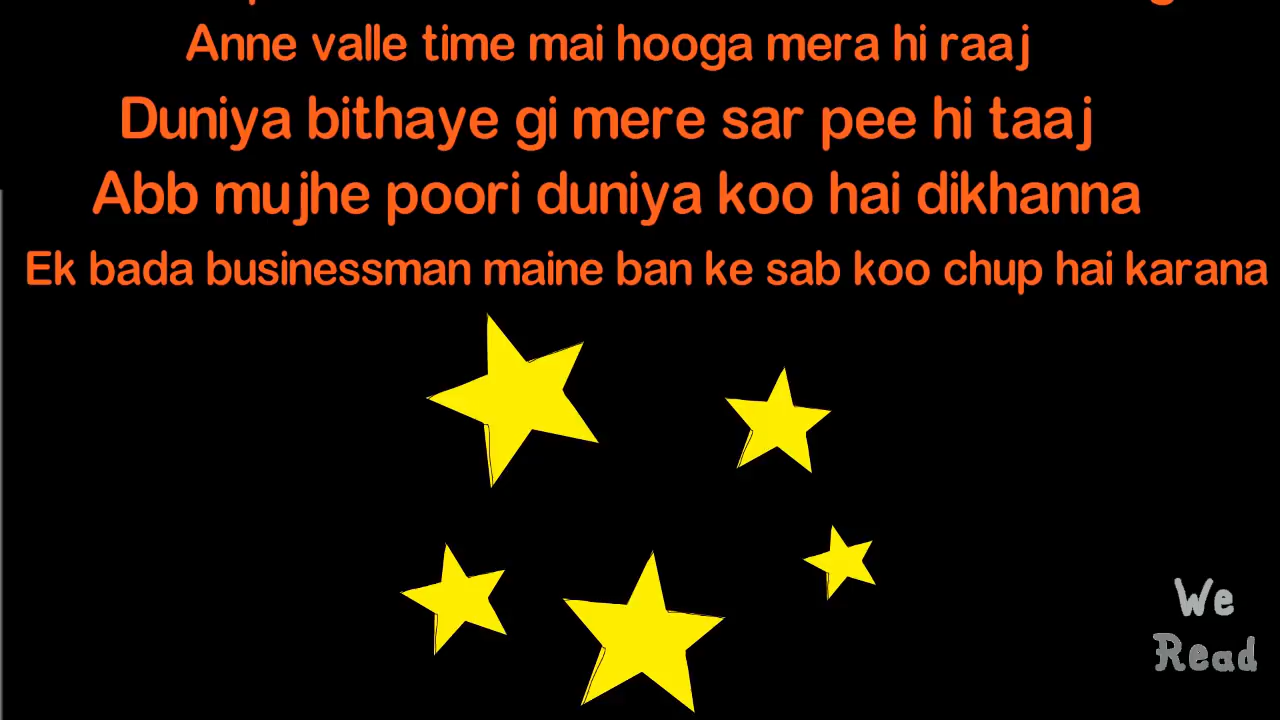 Anne valle time mai hooga mera hi raaj
Duniya bithaye gi mere sar pee hi taaj
Abb mujhe poori duniya koo hai dikhanna
Ek bada businessman maine ban ke sab koo chup hai karana
We
Read